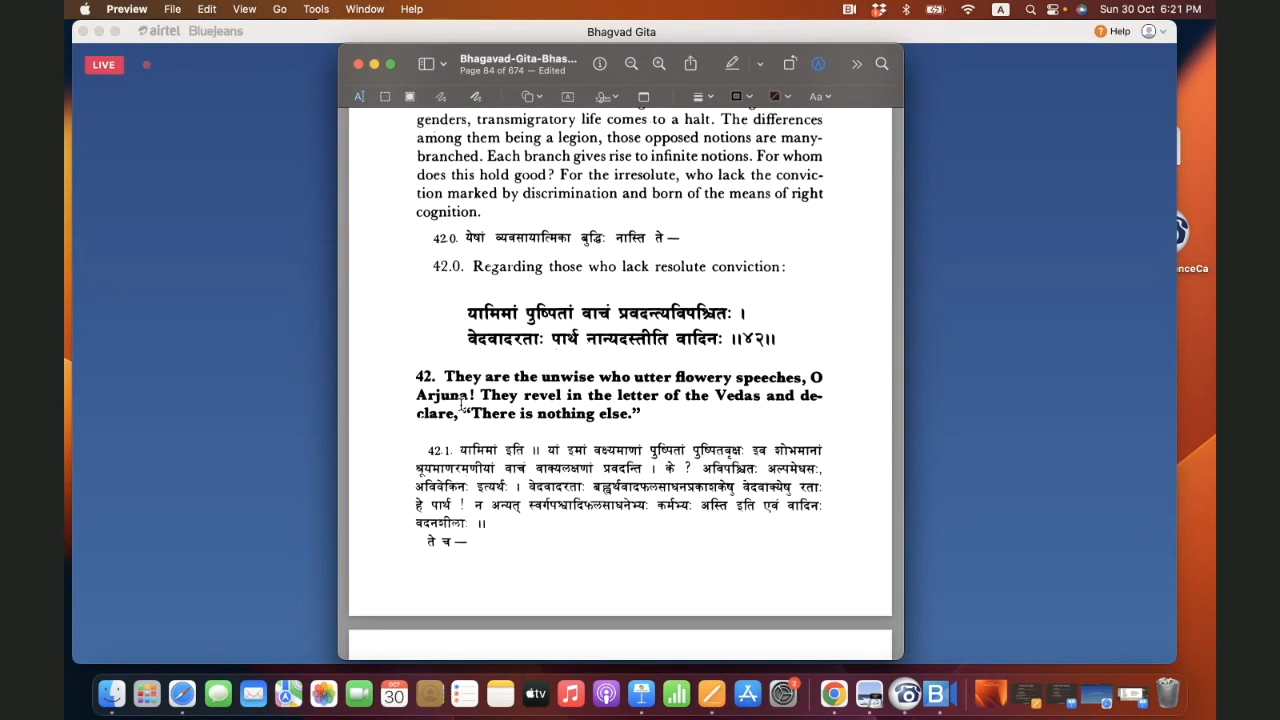 Preview File Edit View Go Tools Window Help
A Sun 30 Oct 6:21 PM
airtel BlueJeans Bhagvad Gita ? Help
LIVE
Bhagavad-Gita-Bhas...
Page 84 of 674 — Edited
Aa
genders, transmigratory life comes to a halt. The differences
among them being a legion, those opposed notions are many-
branched. Each branch gives rise to infinite notions. For whom
does this hold good? For the irresolute, who lack the convic-
tion marked by discrimination and born of the means of right
cognition.
42.0. येषां व्यवसायात्मिका बुद्धिः नास्ति ते —
42.0. Regarding those who lack resolute conviction:
यामिमां पुष्पितां वाचं प्रवदन्त्यविपश्चितः ।
वेदवादरताः पार्थ नान्यदस्तीति वादिनः ॥४२॥
42. They are the unwise who utter flowery speeches, O
Arjuna! They revel in the letter of the Vedas and de-
clare, “There is nothing else.”
42.1. यामिमां इति ॥ यां इमां वक्ष्यमाणां पुष्पितां पुष्पितवृक्षः इव शोभमानां
श्रूयमाणरमणीयां वाचं वाक्यलक्षणां प्रवदन्ति । के ? अविपश्चितः अल्पमेधसः,
अविवेकिनः इत्यर्थः । वेदवादरताः बह्वर्थवादफलसाधनप्रकाशकेषु वेदवाक्येषु रताः
हे पार्थ ! न अन्यत् स्वर्गपश्वादिफलसाधनेभ्यः कर्मभ्यः अस्ति इति एवं वादिनः
वदनशीलाः ॥
ते च —
nceCa
OCT
30
tv
2
B